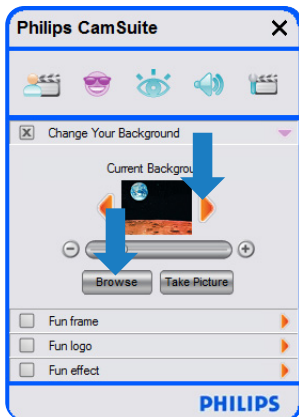 Philips CamSuite
Change Your Background
Current Backgrou
Browse Take Picture
Fun frame
Fun logo
Fun effect
PHILIPS